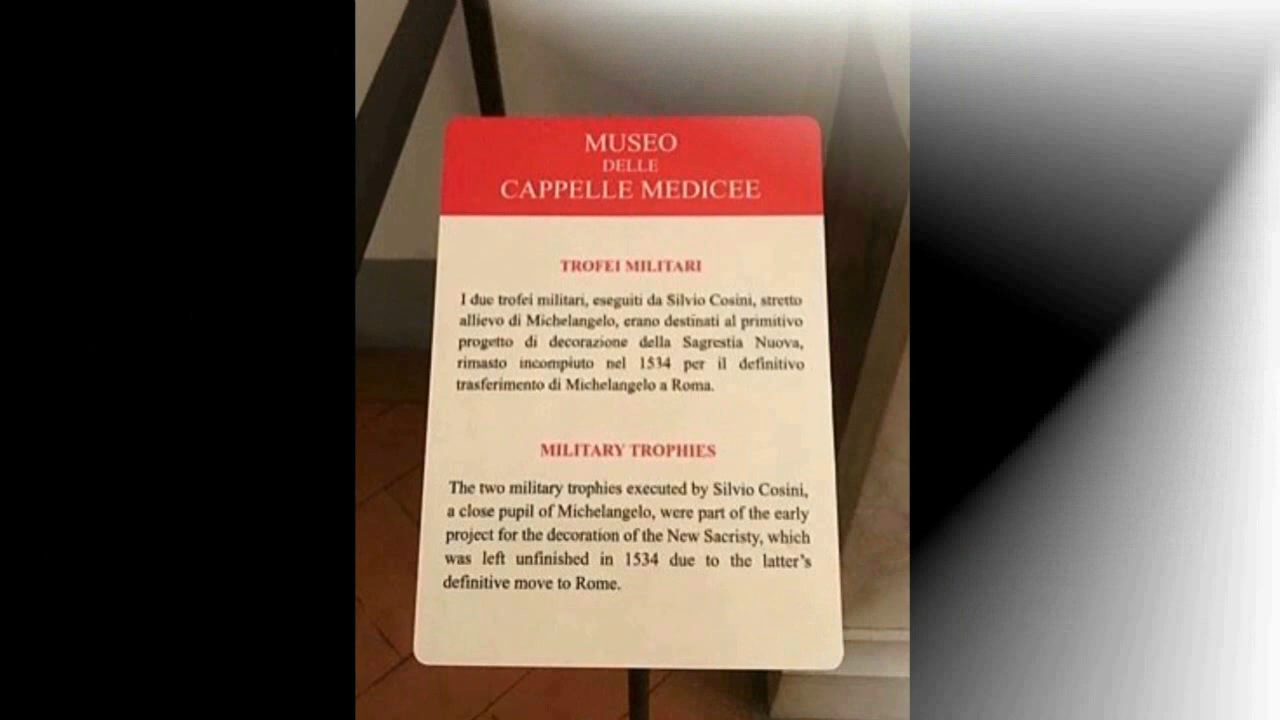 MUSEO
DELLE
CAPPELLE MEDICEE
TROFEI MILITARI
I due trofei militari, eseguiti da Silvio Cosini, stretto
allievo di Michelangelo, erano destinati al primitivo
progetto di decorazione della Sagrestia Nuova,
rimasto incompiuto nel 1534 per il definitivo
trasferimento di Michelangelo a Roma.
MILITARY TROPHIES
The two military trophies executed by Silvio Cosini,
a close pupil of Michelangelo, were part of the early
project for the decoration of the New Sacristy, which
was left unfinished in 1534 due to the latter's
definitive move to Rome.